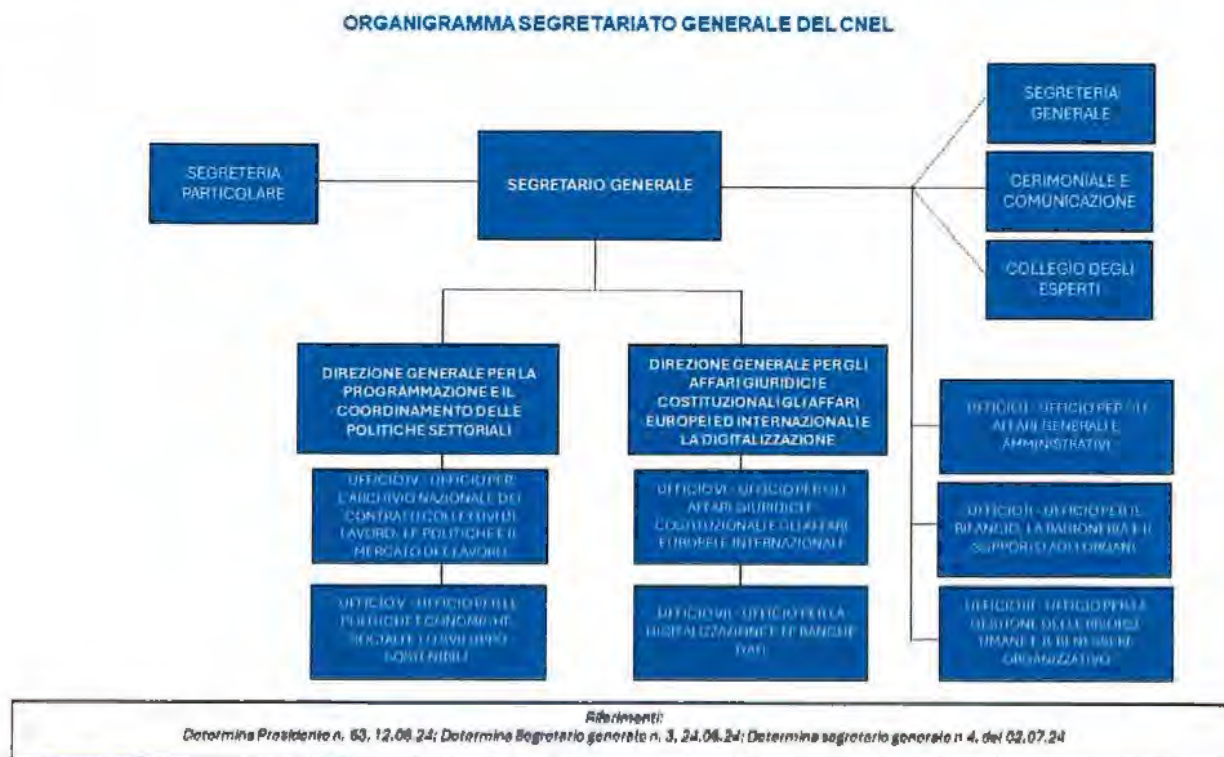 ORGANIGRAMMA SEGRETARIATO GENERALE DEL CNEL
SEGRETERIA
GENERALE
SEGRETERIA
PARTICOLARE
SEGRETARIO GENERALE
CERIMONIALE E
COMUNICAZIONE
COLLEGIO DEGLI
ESPERTI
DIREZIONE GENERALE PER LA
PROGRAMMAZIONE E IL
COORDINAMENTO DELLE
POLITICHE SETTORIALI
DIREZIONE GENERALE PER GLI
AFFARI GIURIDICI E
COSTITUZIONALI GLI AFFARI
EUROPEI ED INTERNAZIONALI E
LA DIGITALIZZAZIONE
UFFICIO I - UFFICIO PER GLI
AFFARI GENERALI E
AMMINISTRATIVI
UFFICIO IV - UFFICIO PER
L'ARCHIVIO NAZIONALE DEI
CONTRATTI COLLETTIVI DI
LAVORO, LE POLITICHE E IL
MERCATO DEL LAVORO
UFFICIO VI - UFFICIO PER GLI
AFFARI GIURIDICI E
COSTITUZIONALI E GLI AFFARI
EUROPEI E INTERNAZIONALI
UFFICIO II - UFFICIO PER IL
BILANCIO, LA RAGIONERIA E IL
SUPPORTO AGLI ORGANI
UFFICIO V - UFFICIO PER LE
POLITICHE ECONOMICHE
SOCIALI E LO SVILUPPO
SOSTENIBILE
UFFICIO VII - UFFICIO PER LA
DIGITALIZZAZIONE E LE BANCHE
DATI
UFFICIO III - UFFICIO PER LA
GESTIONE DELLE RISORSE
UMANE E IL BENESSERE
ORGANIZZATIVO
Riferimenti:
Determina Presidente n. 63, 12.06.24; Determina Segretario generale n. 3, 24.06.24; Determina segretario generale n 4, del 02.07.24